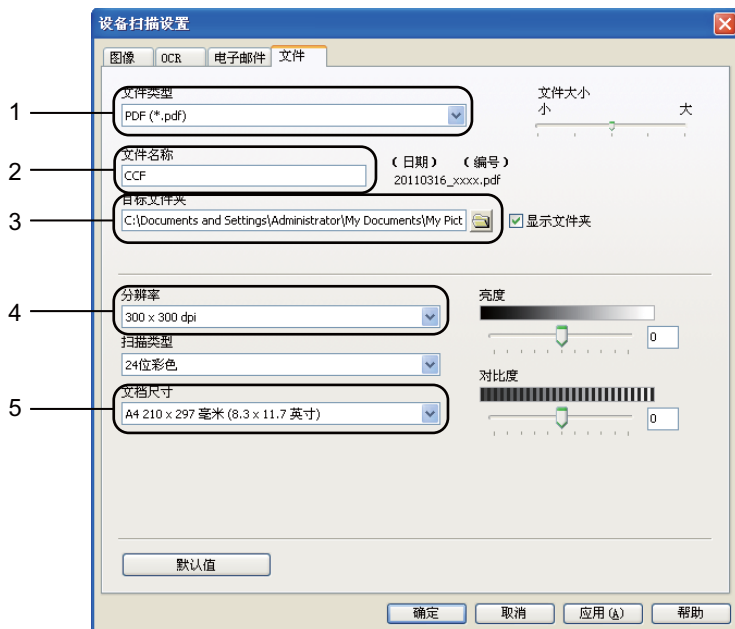 设备扫描设置
图像 OCR 电子邮件 文件
1
文件类型
PDF (*.pdf)
文件大小
小 大
2
文件名称
CCF
(日期) (编号)
20110316_xxxx.pdf
3
目标文件夹
C:\Documents and Settings\Administrator\My Documents\My Pict
显示文件夹
4
分辨率
300 x 300 dpi
亮度
0
扫描类型
24位彩色
对比度
0
5
文档尺寸
A4 210 x 297 毫米 (8.3 x 11.7 英寸)
默认值
确定 取消 应用(A) 帮助